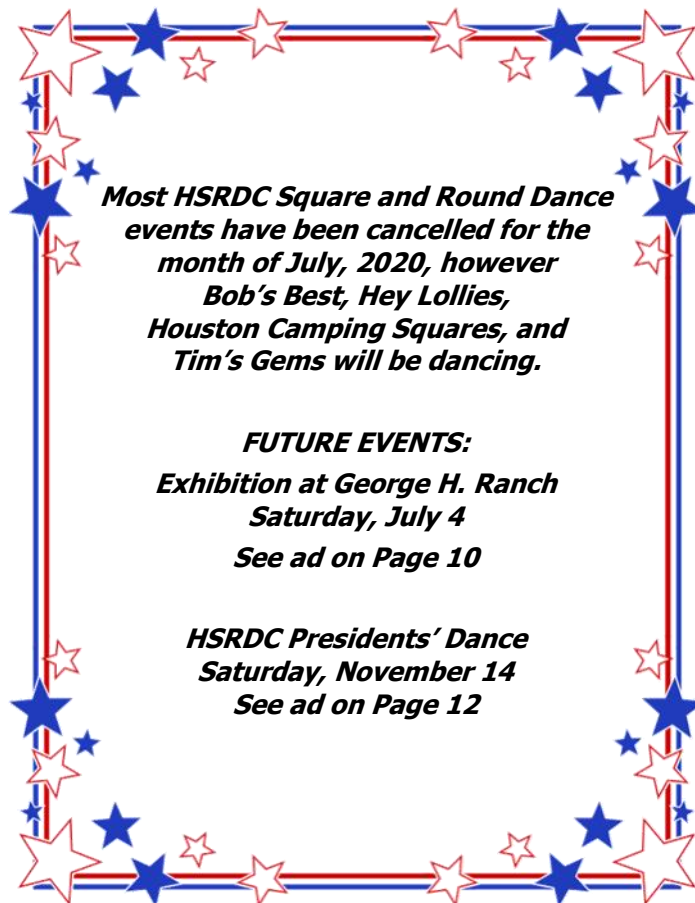 Most HSRDC Square and Round Dance
events have been cancelled for the
month of July, 2020, however
Bob’s Best, Hey Lollies,
Houston Camping Squares, and
Tim’s Gems will be dancing.
FUTURE EVENTS:
Exhibition at George H. Ranch
Saturday, July 4
See ad on Page 10
HSRDC Presidents’ Dance
Saturday, November 14
See ad on Page 12